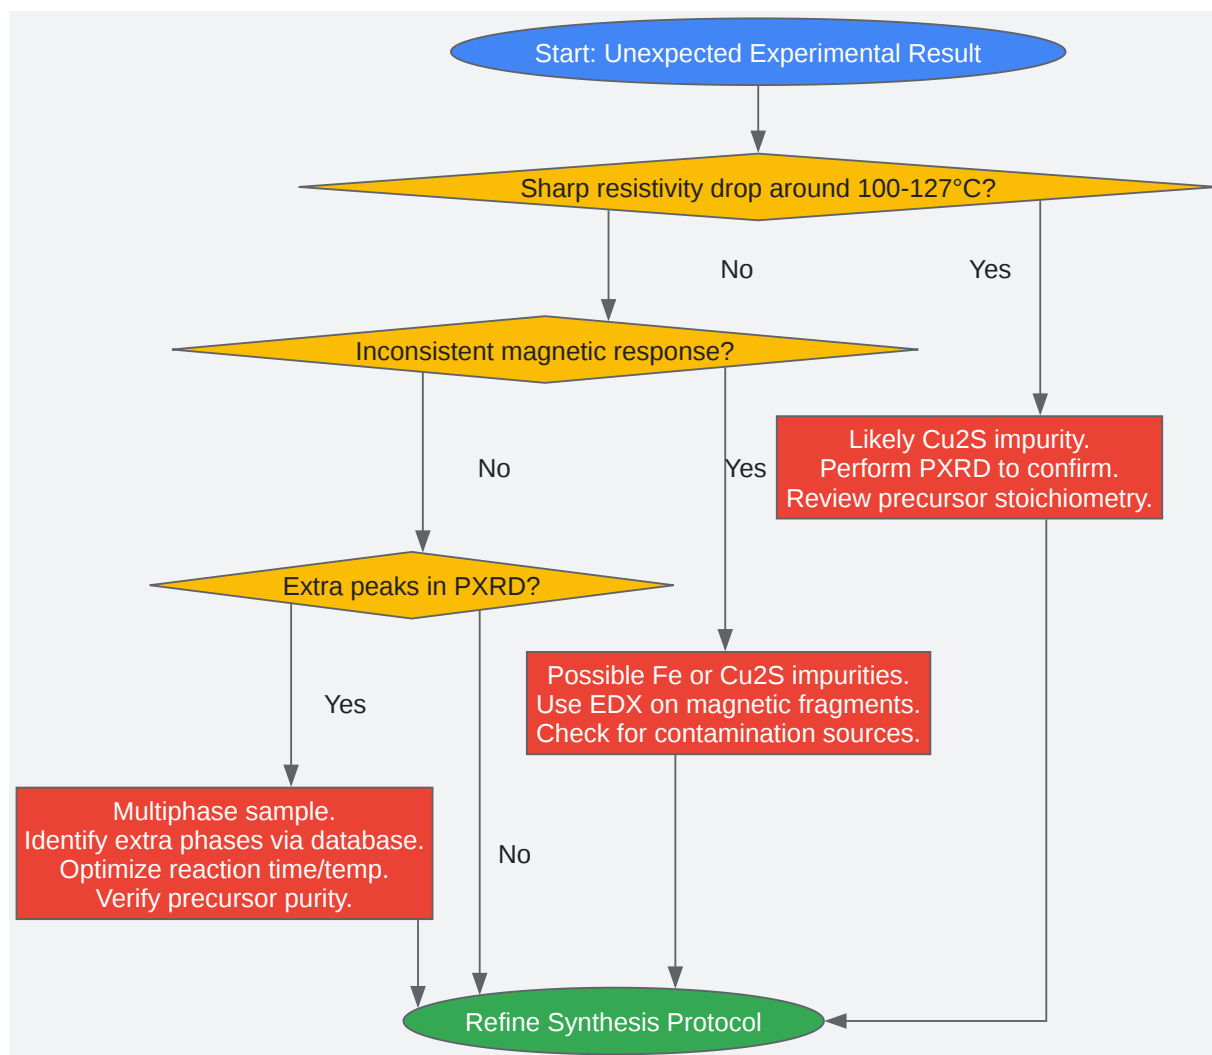 Start: Unexpected Experimental Result
Sharp resistivity drop around 100-127°C?
No
Yes
Inconsistent magnetic response?
Likely Cu2S impurity.
Perform PXRD to confirm.
Review precursor stoichiometry.
No
Yes
Extra peaks in PXRD?
Possible Fe or Cu2S impurities.
Use EDX on magnetic fragments.
Check for contamination sources.
Yes
Multiphase sample.
Identify extra phases via database.
Optimize reaction time/temp.
Verify precursor purity.
No
Refine Synthesis Protocol